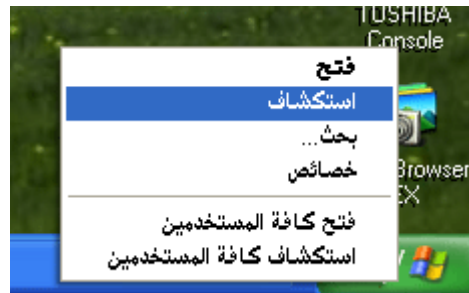 TOSHIBA
Console
فتح
استكشاف
بحث...
خصائص
Browser
EX
فتح كافة المستخدمين
استكشاف كافة المستخدمين